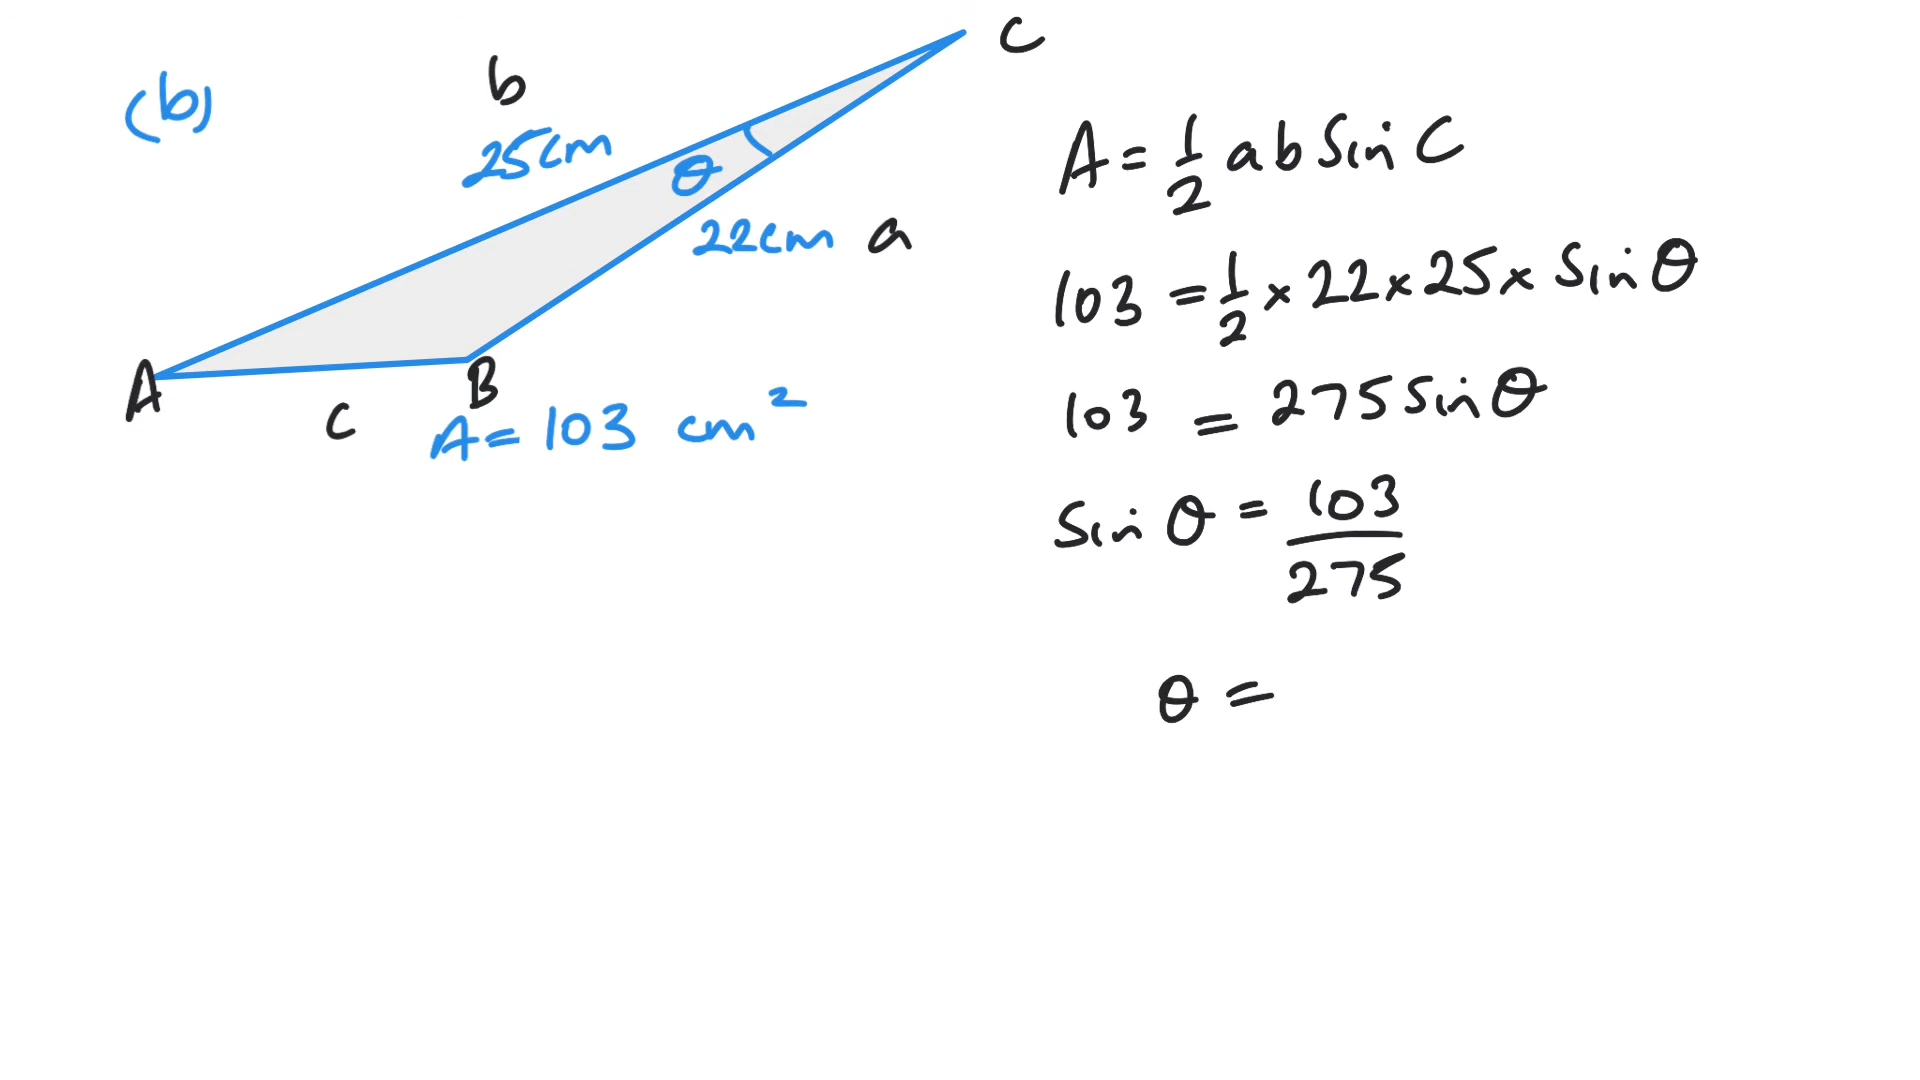 (b)
b
25cm
θ
22cm a
C
A
B
c
A = 103 cm²
A = 1/2 ab Sin C
103 = 1/2 × 22 × 25 × Sin θ
103 = 275 Sin θ
Sin θ = 103/275
θ =